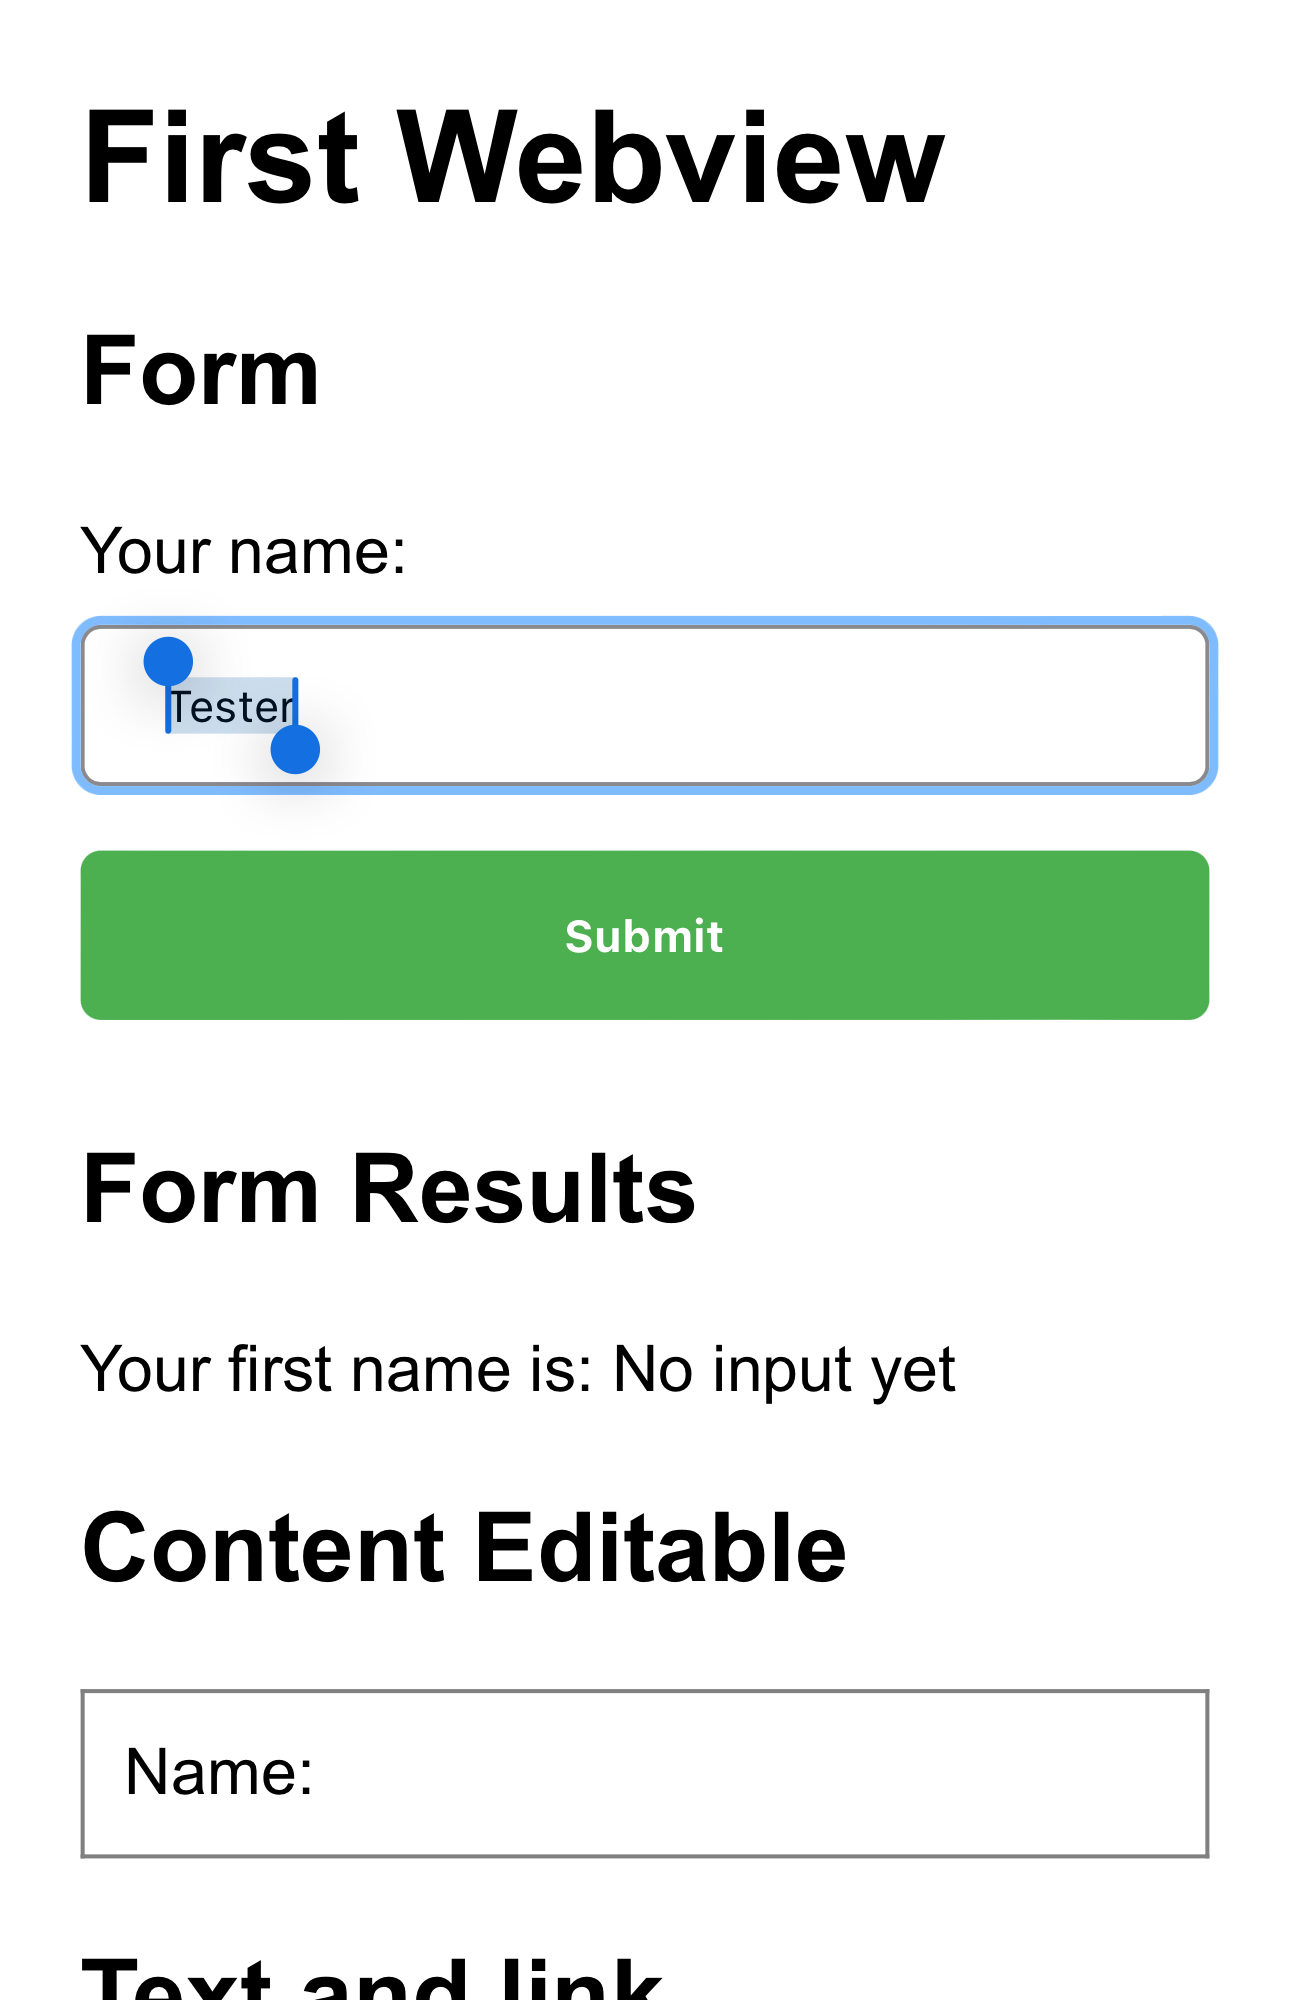 First Webview
Form
Your name:
Tester
Submit
Form Results
Your first name is: No input yet
Content Editable
Name:
Text and link